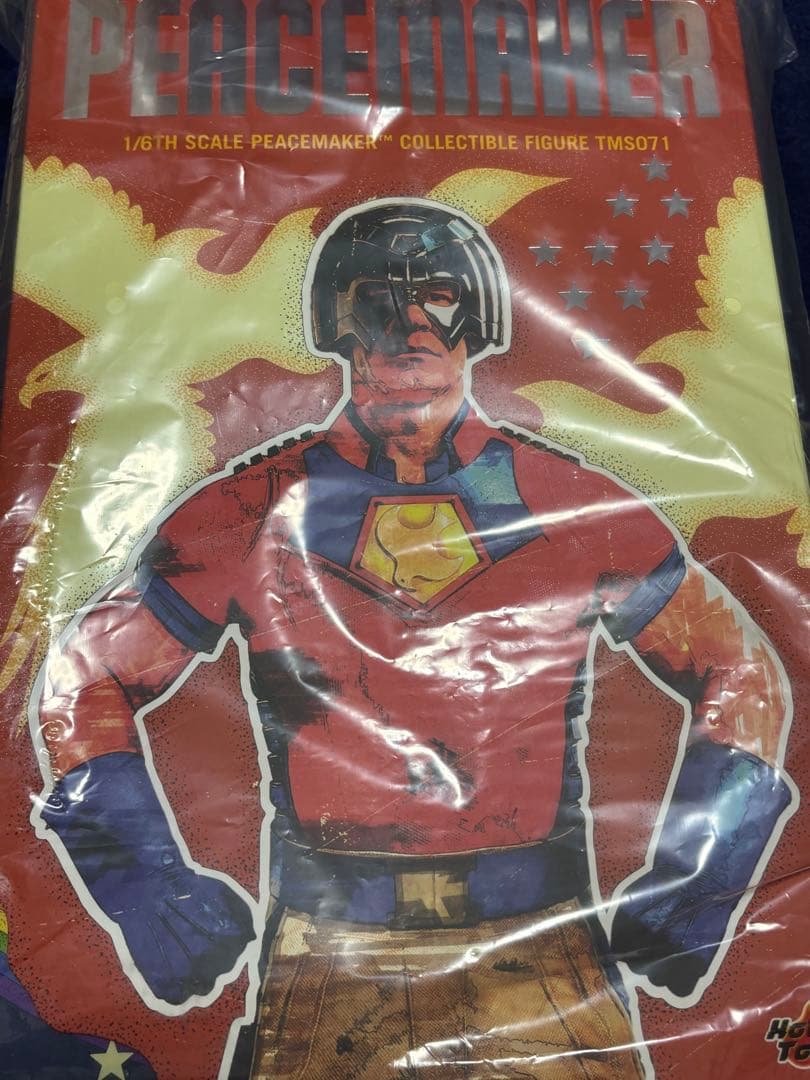 PEACEMAKER
1/6TH SCALE PEACEMAKER™ COLLECTIBLE FIGURE TMS071